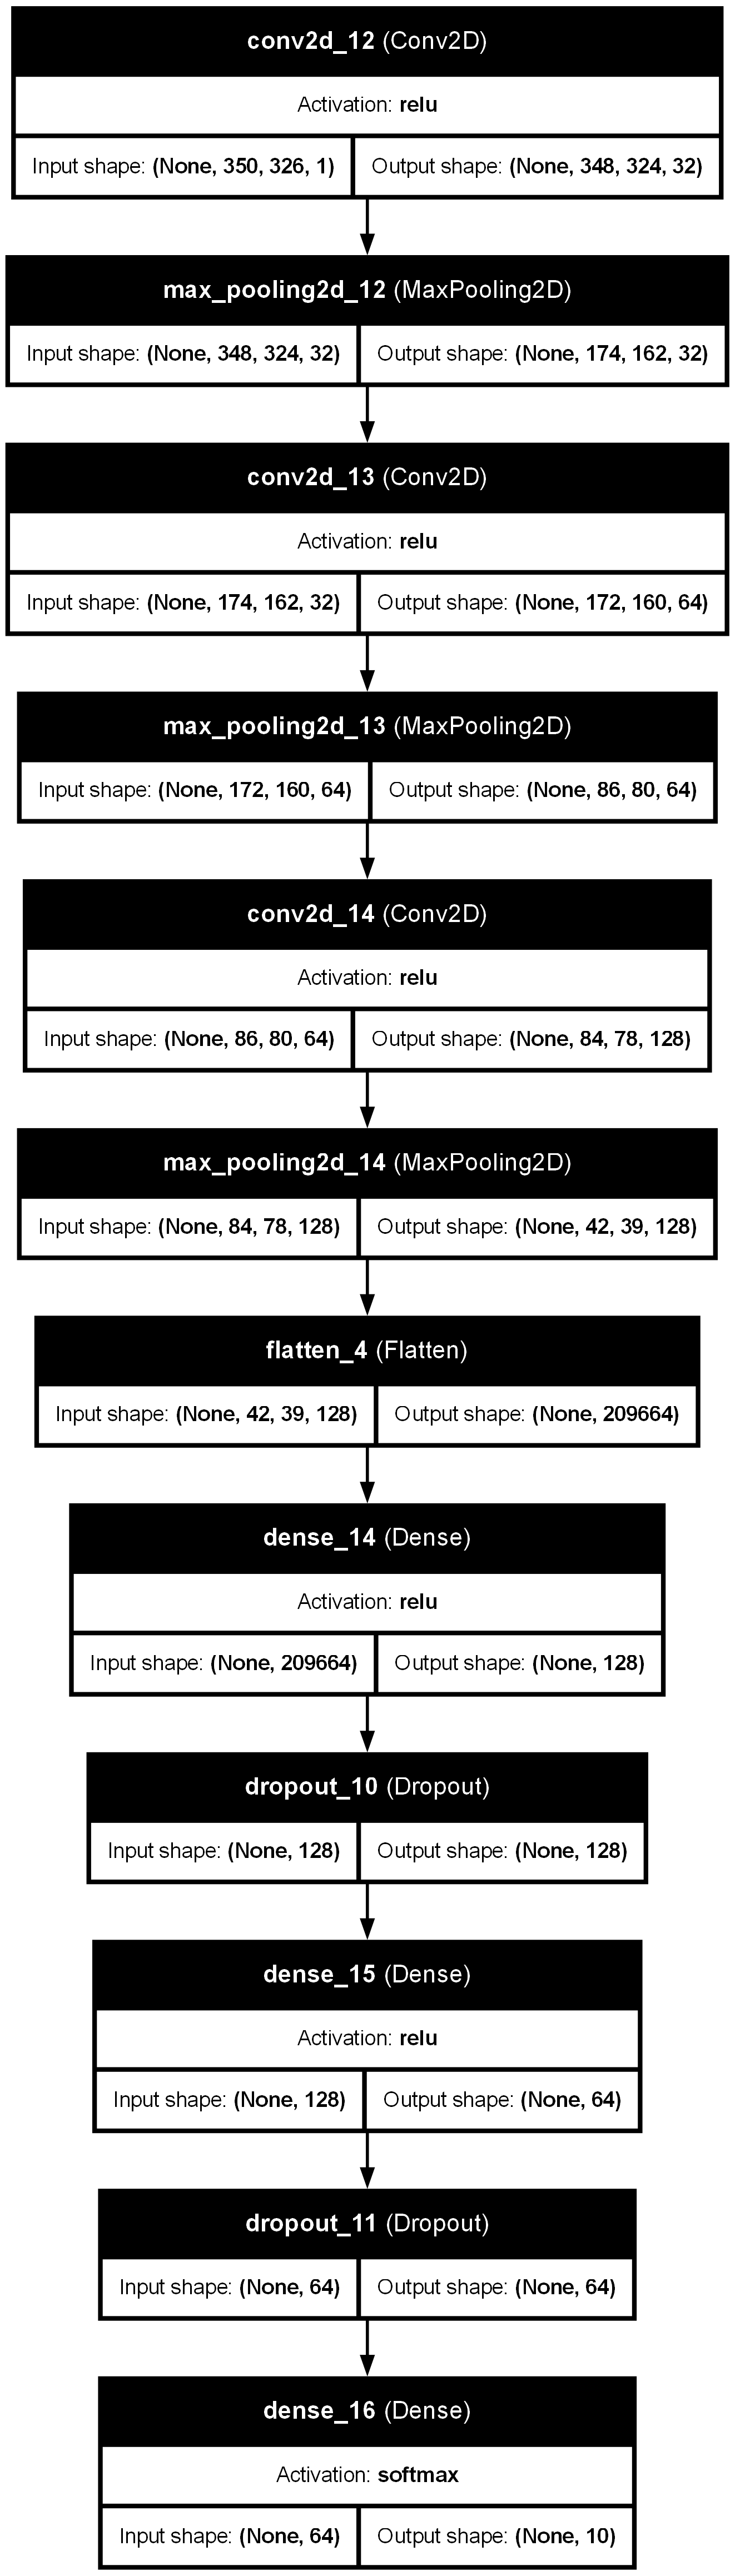 conv2d_12 (Conv2D)
Activation: relu
Input shape: (None, 350, 326, 1) Output shape: (None, 348, 324, 32)
max_pooling2d_12 (MaxPooling2D)
Input shape: (None, 348, 324, 32) Output shape: (None, 174, 162, 32)
conv2d_13 (Conv2D)
Activation: relu
Input shape: (None, 174, 162, 32) Output shape: (None, 172, 160, 64)
max_pooling2d_13 (MaxPooling2D)
Input shape: (None, 172, 160, 64) Output shape: (None, 86, 80, 64)
conv2d_14 (Conv2D)
Activation: relu
Input shape: (None, 86, 80, 64) Output shape: (None, 84, 78, 128)
max_pooling2d_14 (MaxPooling2D)
Input shape: (None, 84, 78, 128) Output shape: (None, 42, 39, 128)
flatten_4 (Flatten)
Input shape: (None, 42, 39, 128) Output shape: (None, 209664)
dense_14 (Dense)
Activation: relu
Input shape: (None, 209664) Output shape: (None, 128)
dropout_10 (Dropout)
Input shape: (None, 128) Output shape: (None, 128)
dense_15 (Dense)
Activation: relu
Input shape: (None, 128) Output shape: (None, 64)
dropout_11 (Dropout)
Input shape: (None, 64) Output shape: (None, 64)
dense_16 (Dense)
Activation: softmax
Input shape: (None, 64) Output shape: (None, 10)